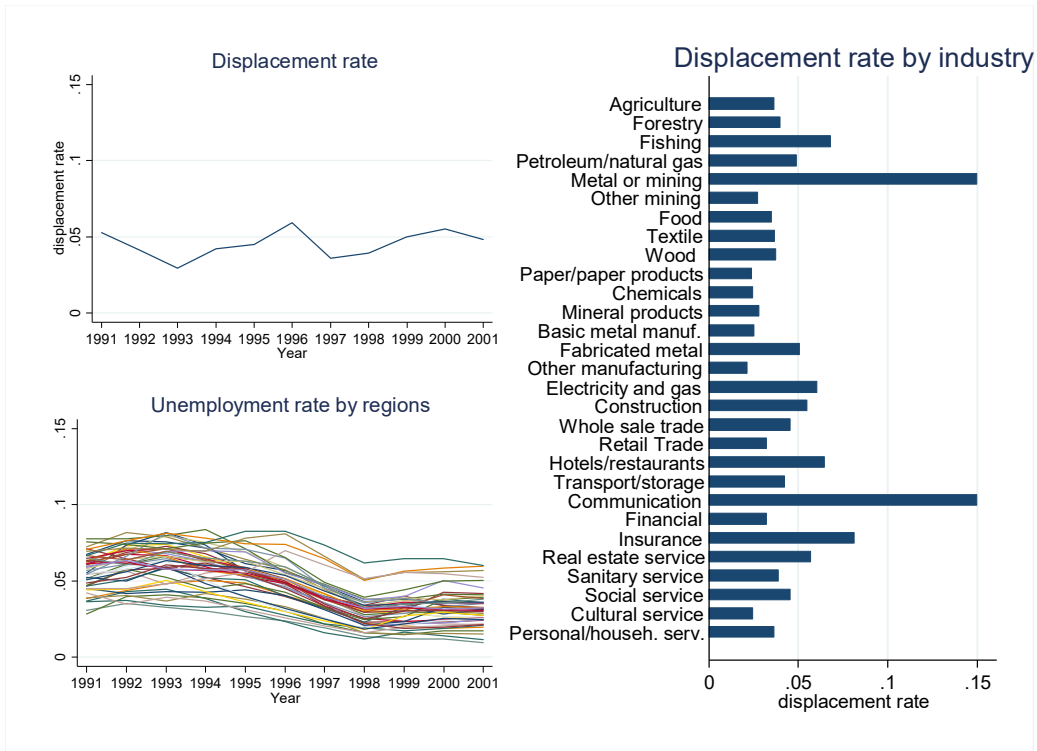 Displacement rate
.15
.1
.05
0
displacement rate
1991 1992 1993 1994 1995 1996 1997 1998 1999 2000 2001
Year
Unemployment rate by regions
.15
.1
.05
0
1991 1992 1993 1994 1995 1996 1997 1998 1999 2000 2001
Year
Displacement rate by industry
Agriculture
Forestry
Fishing
Petroleum/natural gas
Metal or mining
Other mining
Food
Textile
Wood
Paper/paper products
Chemicals
Mineral products
Basic metal manuf.
Fabricated metal
Other manufacturing
Electricity and gas
Construction
Whole sale trade
Retail Trade
Hotels/restaurants
Transport/storage
Communication
Financial
Insurance
Real estate service
Sanitary service
Social service
Cultural service
Personal/househ. serv.
0 .05 .1 .15
displacement rate